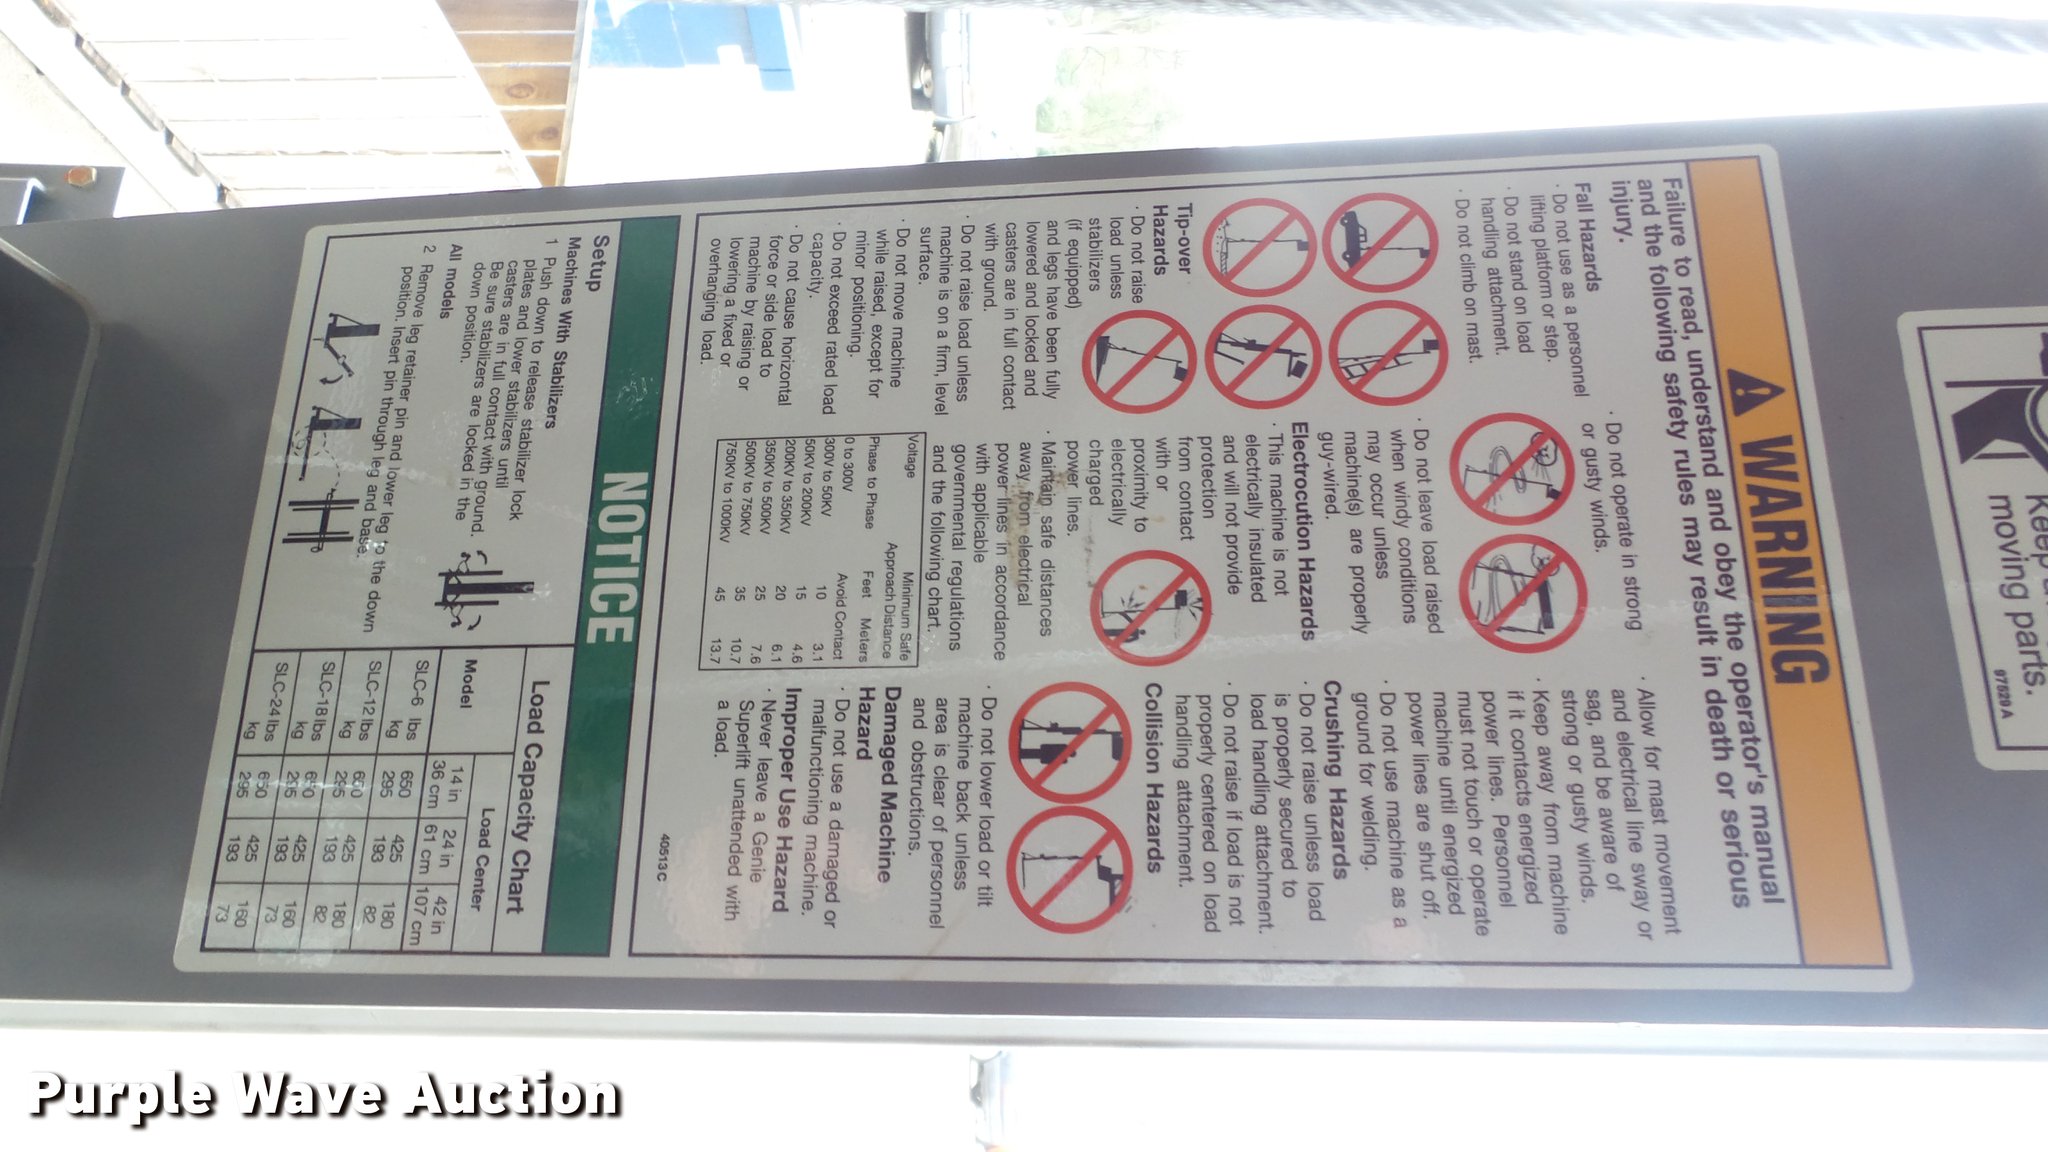 Keep
moving parts.
97529 A
WARNING
Failure to read, understand and obey the operator's manual
and the following safety rules may result in death or serious
injury.
Fall Hazards
· Do not use as a personnel
lifting platform or step.
· Do not stand on load
handling attachment.
· Do not climb on mast.
Tip-over
Hazards
· Do not raise
load unless
stabilizers
(if equipped)
and legs have been fully
lowered and locked and
casters are in full contact
with ground.
· Do not raise load unless
machine is on a firm, level
surface.
· Do not move machine
while raised, except for
minor positioning.
· Do not exceed rated load
capacity.
· Do not cause horizontal
force or side load to
machine by raising or
lowering a fixed or
overhanging load.
· Do not operate in strong
or gusty winds.
· Do not leave load raised
when windy conditions
may occur unless
machine(s) are properly
guy-wired.
Electrocution Hazards
· This machine is not
electrically insulated
and will not provide
protection
from contact
with or
proximity to
electrically
charged
power lines.
· Maintain safe distances
away from electrical
power lines in accordance
with applicable
governmental regulations
and the following chart.
Voltage Minimum Safe
Approach Distance
Phase to Phase Feet Meters
0 to 300V Avoid Contact
300V to 50KV 10 3.1
50KV to 200KV 15 4.6
200KV to 350KV 20 6.1
350KV to 500KV 25 7.6
500KV to 750KV 35 10.7
750KV to 1000KV 45 13.7
· Allow for mast movement
and electrical line sway or
sag, and be aware of
strong or gusty winds.
· Keep away from machine
if it contacts energized
power lines. Personnel
must not touch or operate
machine until energized
power lines are shut off.
· Do not use machine as a
ground for welding.
Crushing Hazards
· Do not raise unless load
is properly secured to
load handling attachment.
· Do not raise if load is not
properly centered on load
handling attachment.
Collision Hazards
· Do not lower load or tilt
machine back unless
area is clear of personnel
and obstructions.
Damaged Machine
Hazard
· Do not use a damaged or
malfunctioning machine.
Improper Use Hazard
· Never leave a Genie
Superlift unattended with
a load.
40513 C
NOTICE
Setup
Machines With Stabilizers
1 Push down to release stabilizer lock
plates and lower stabilizers until
casters are in full contact with ground.
Be sure stabilizers are locked in the
down position.
All models
2 Remove leg retainer pin and lower leg to the down
position. Insert pin through leg and base.
Load Capacity Chart
Model Load Center
14 in 24 in 42 in
36 cm 61 cm 107 cm
SLC-6 lbs 650 425 180
kg 295 193 82
SLC-12 lbs 650 425 180
kg 295 193 82
SLC-18 lbs 650 425 160
kg 295 193 73
SLC-24 lbs 650 425 160
kg 295 193 73
Purple Wave Auction